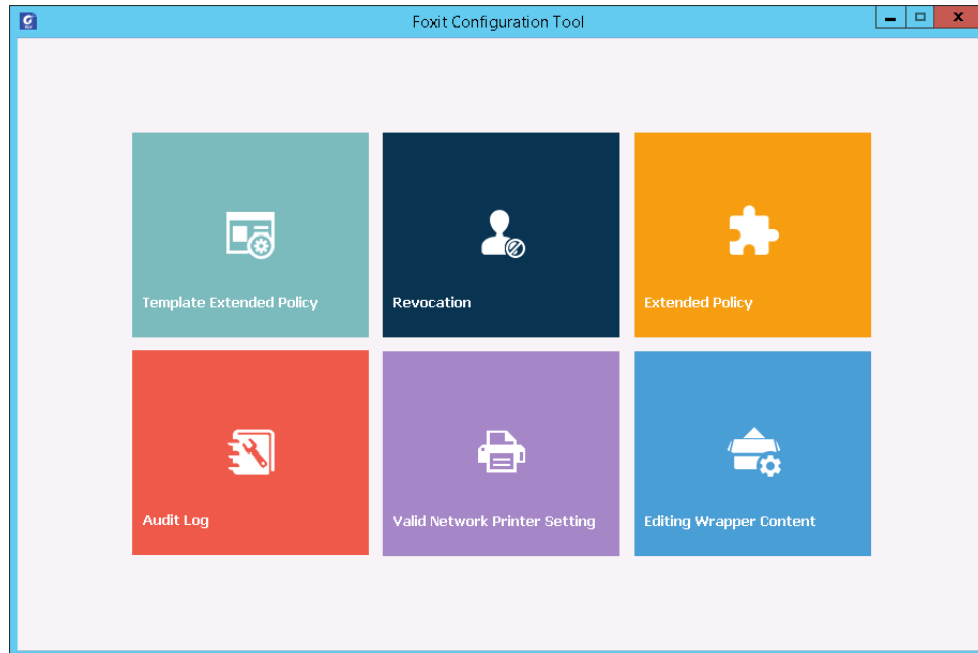 Foxit Configuration Tool
Template Extended Policy
Revocation
Extended Policy
Audit Log
Valid Network Printer Setting
Editing Wrapper Content